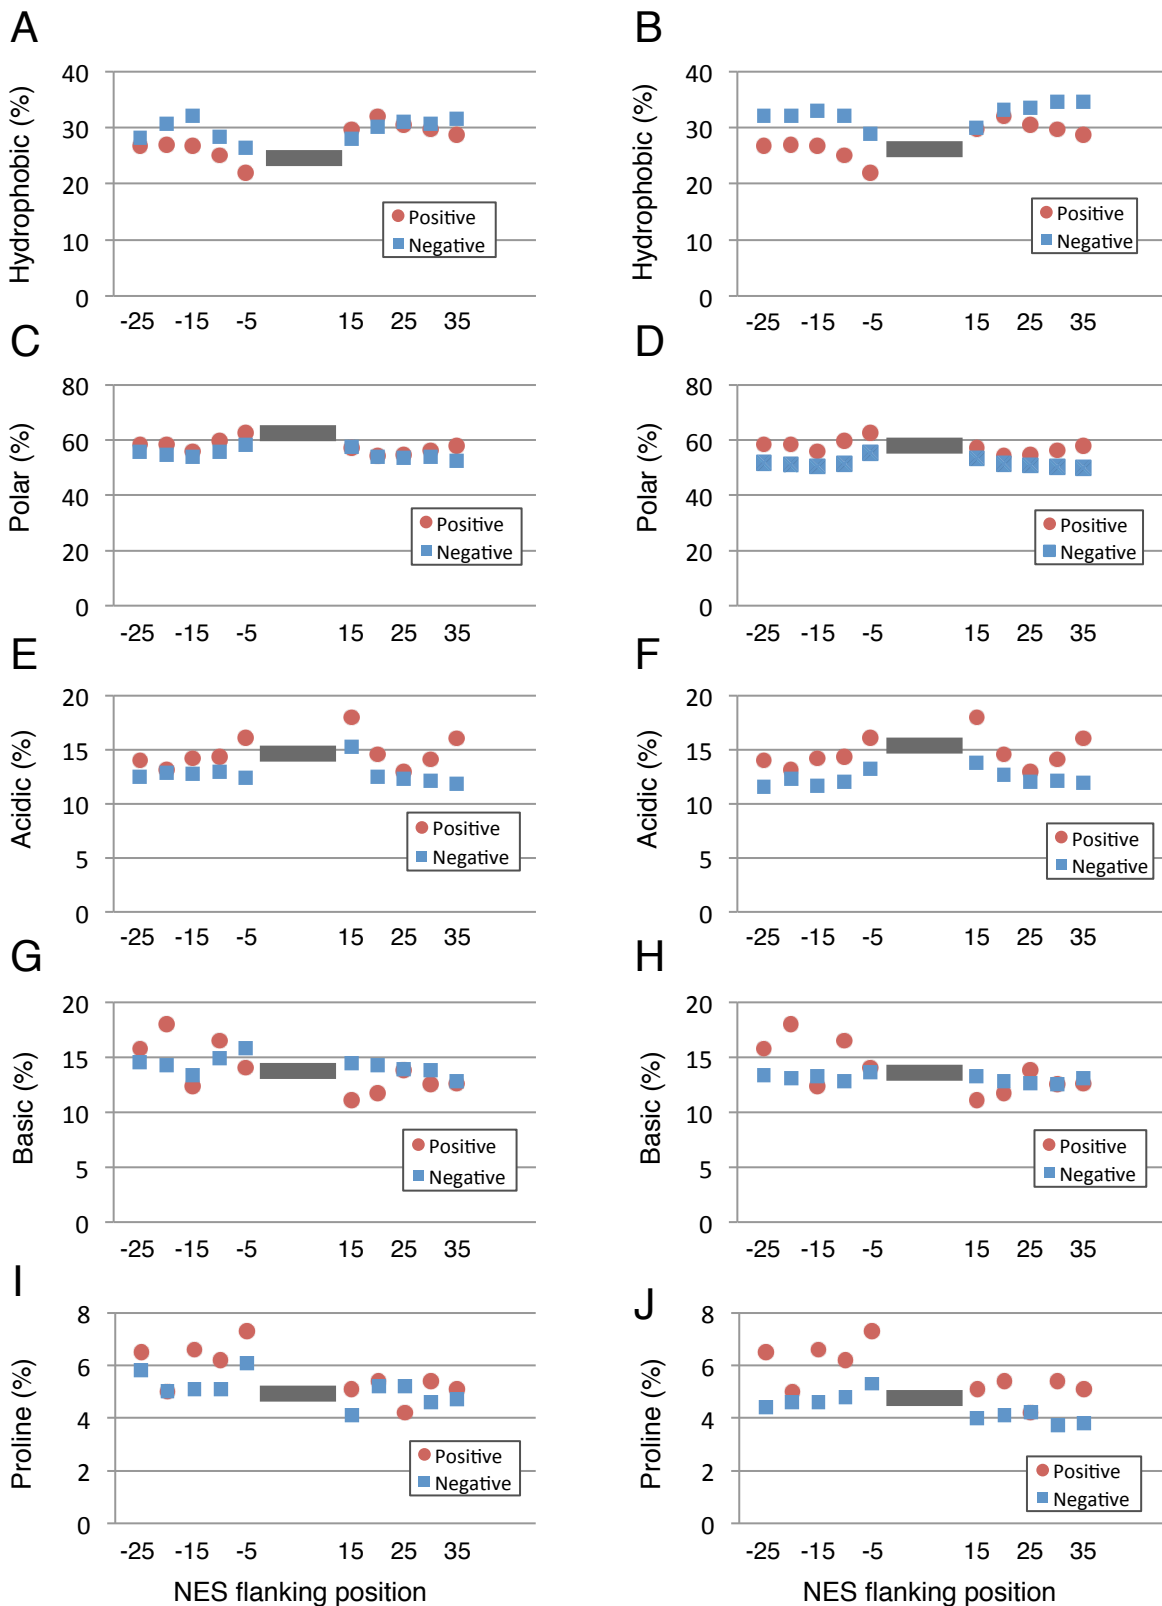 A
Hydrophobic (%)
40
30
20
10
0
Positive
Negative
-25 -15 -5 15 25 35
B
Hydrophobic (%)
40
30
20
10
0
Positive
Negative
-25 -15 -5 15 25 35
C
Polar (%)
80
60
40
20
0
Positive
Negative
-25 -15 -5 15 25 35
D
Polar (%)
80
60
40
20
0
Positive
Negative
-25 -15 -5 15 25 35
E
Acidic (%)
20
15
10
5
0
Positive
Negative
-25 -15 -5 15 25 35
F
Acidic (%)
20
15
10
5
0
Positive
Negative
-25 -15 -5 15 25 35
G
Basic (%)
20
15
10
5
0
Positive
Negative
-25 -15 -5 15 25 35
H
Basic (%)
20
15
10
5
0
Positive
Negative
-25 -15 -5 15 25 35
I
Proline (%)
8
6
4
2
0
Positive
Negative
-25 -15 -5 15 25 35
NES flanking position
J
Proline (%)
8
6
4
2
0
Positive
Negative
-25 -15 -5 15 25 35
NES flanking position